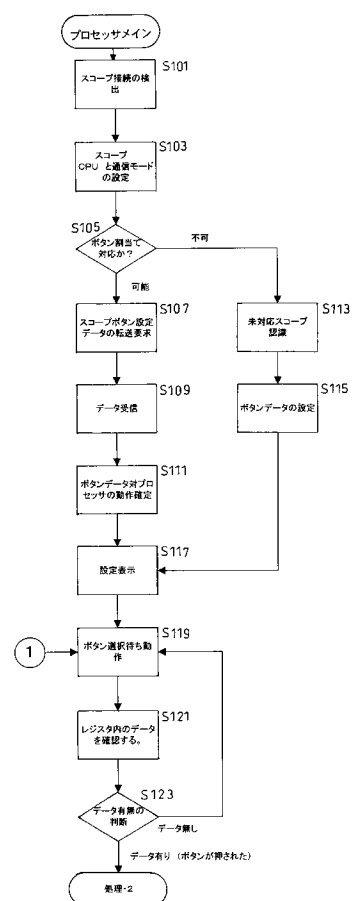 プロセッサメイン
S101
スコープ接続の検
出
S103
スコープ
CPU と通信モード
の設定
S105
ボタン割当て
対応か?
不可
可能
S107
スコープボタン設定
データの転送要求
S113
未対応スコープ
認識
S109
データ受信
S115
ボタンデータの設定
S111
ボタンデータ対プロ
セッサの動作確定
S117
設定表示
S119
1
ボタン選択待ち動
作
S121
レジスタ内のデータ
を確認する。
S123
データ有無の
判断
データ無し
データ有り (ボタンが押された)
処理-2